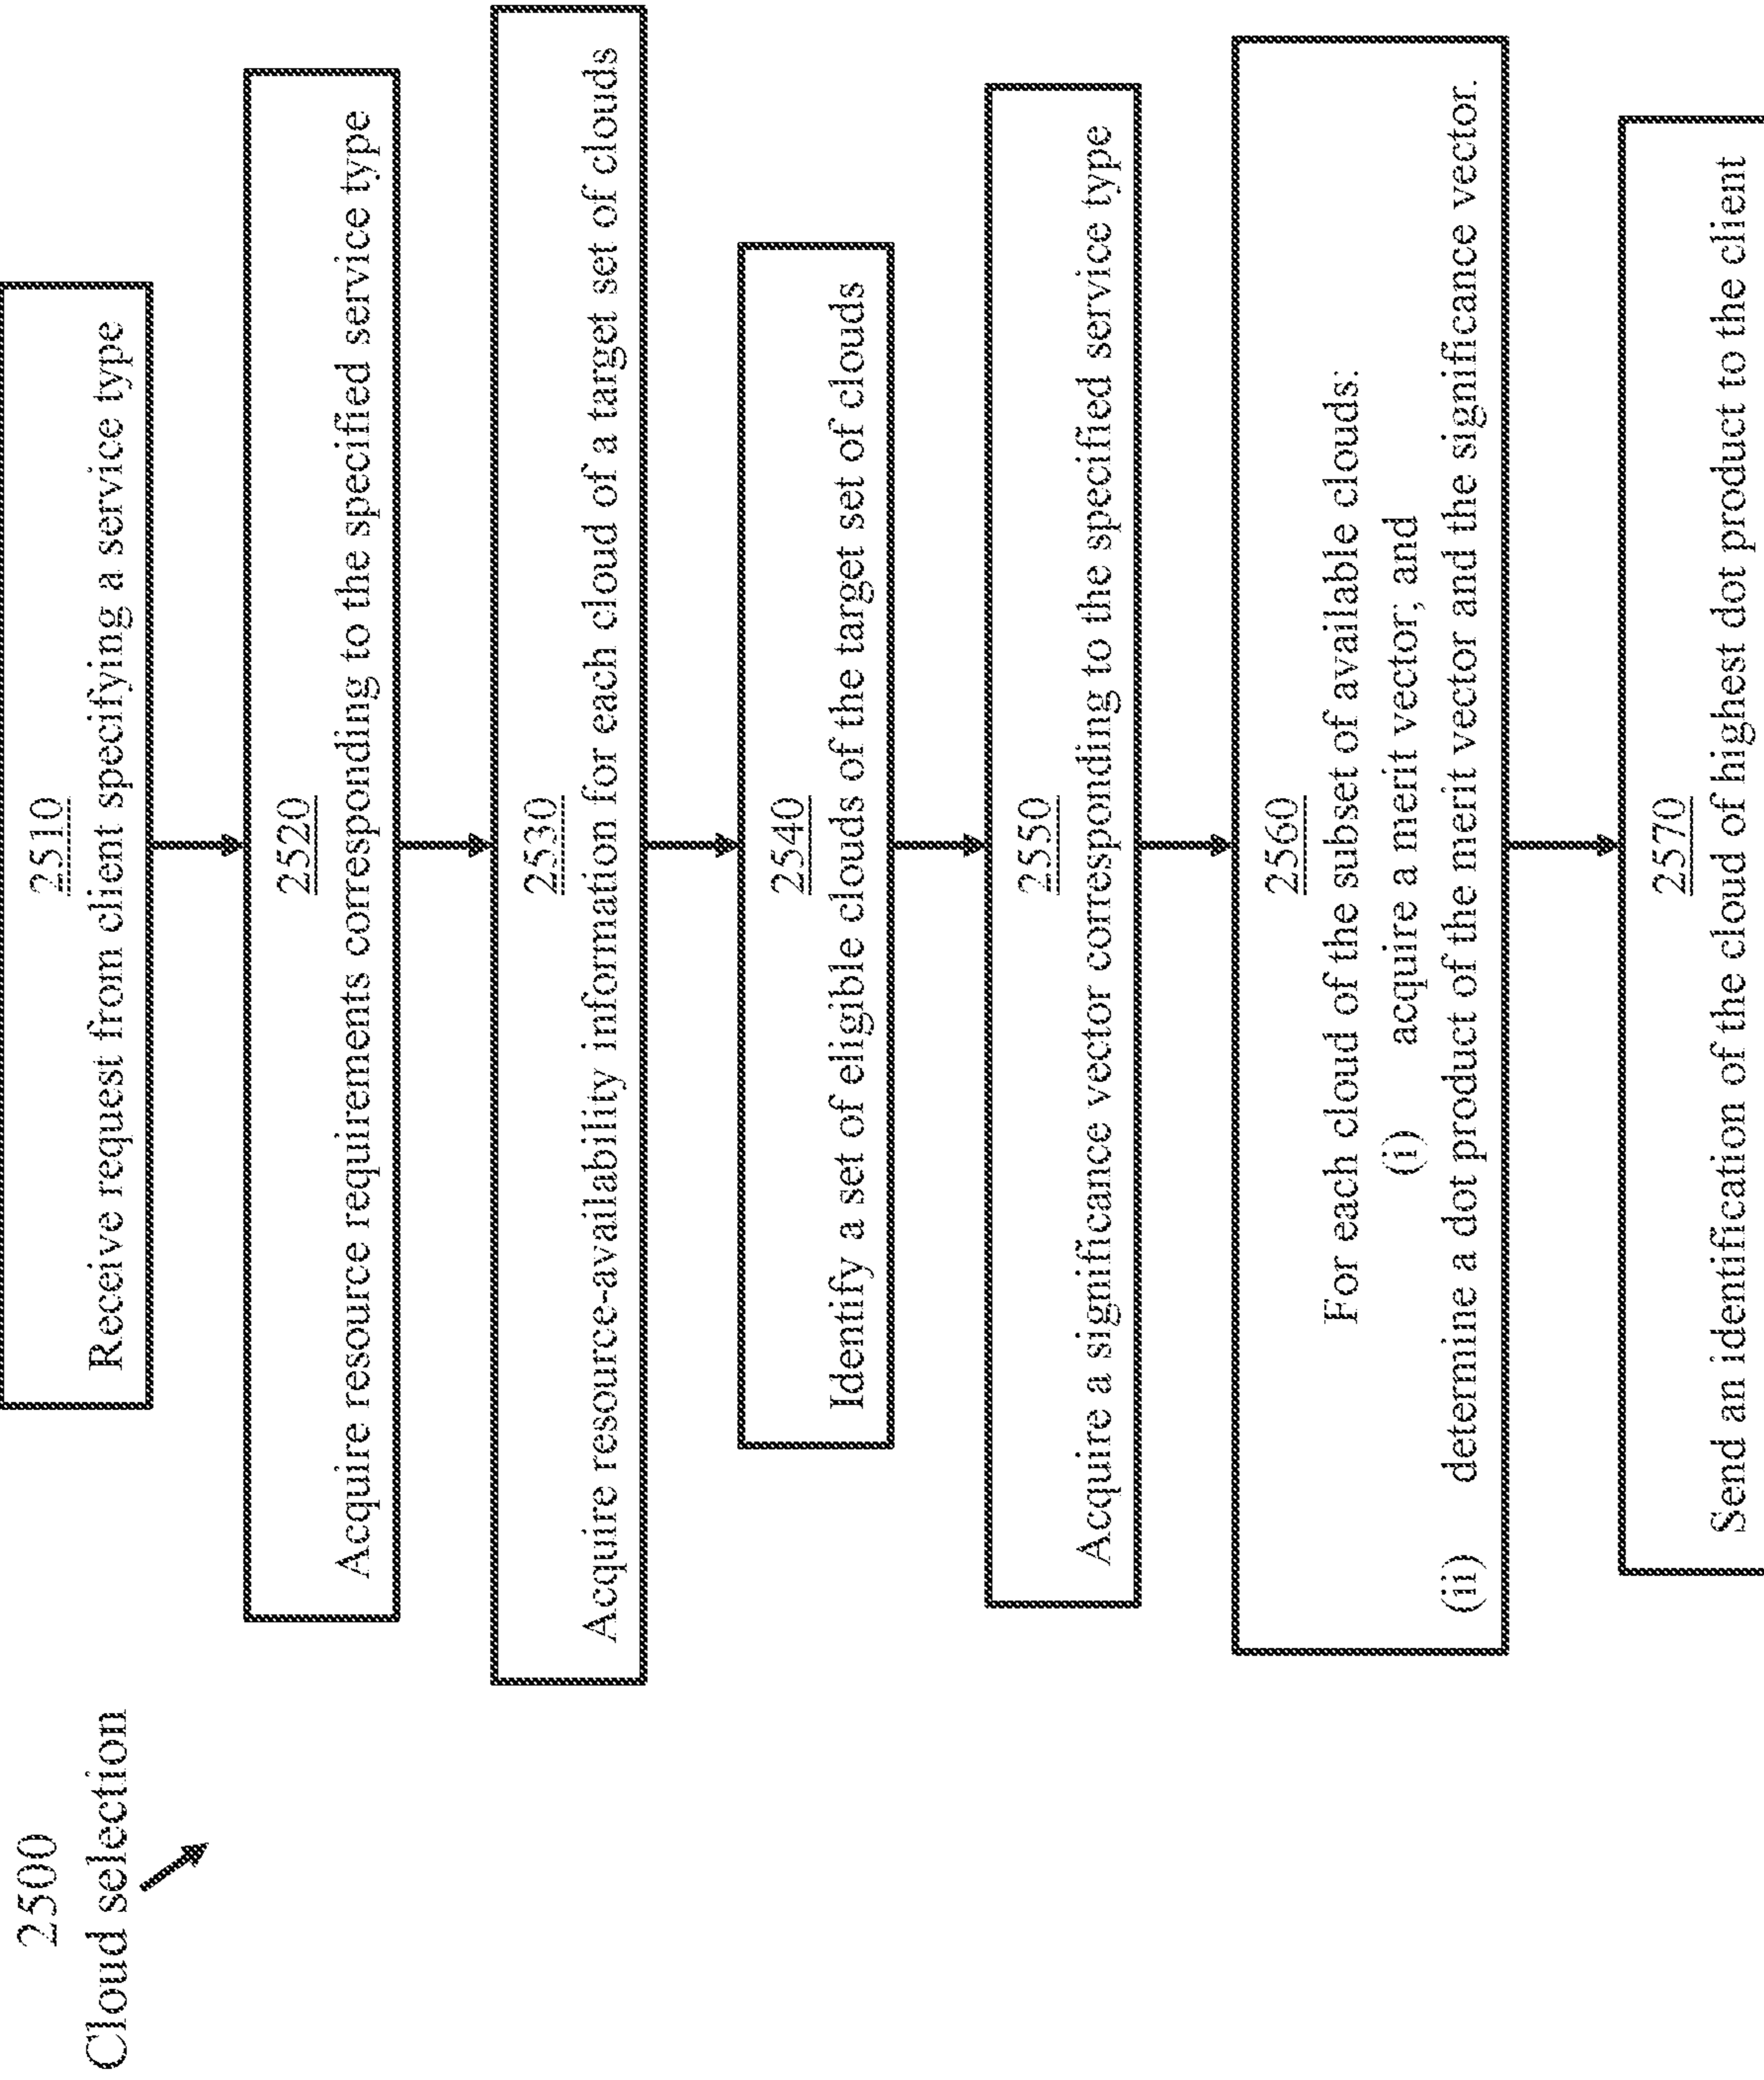 2500
Cloud selection
2510
Receive request from client specifying a service type
2520
Acquire resource requirements corresponding to the specified service type
2530
Acquire resource-availability information for each cloud of a target set of clouds
2540
Identify a set of eligible clouds of the target set of clouds
2550
Acquire a significance vector corresponding to the specified service type
2560
For each cloud of the subset of available clouds:
(i) acquire a merit vector; and
(ii) determine a dot product of the merit vector and the significance vector.
2570
Send an identification of the cloud of highest dot product to the client